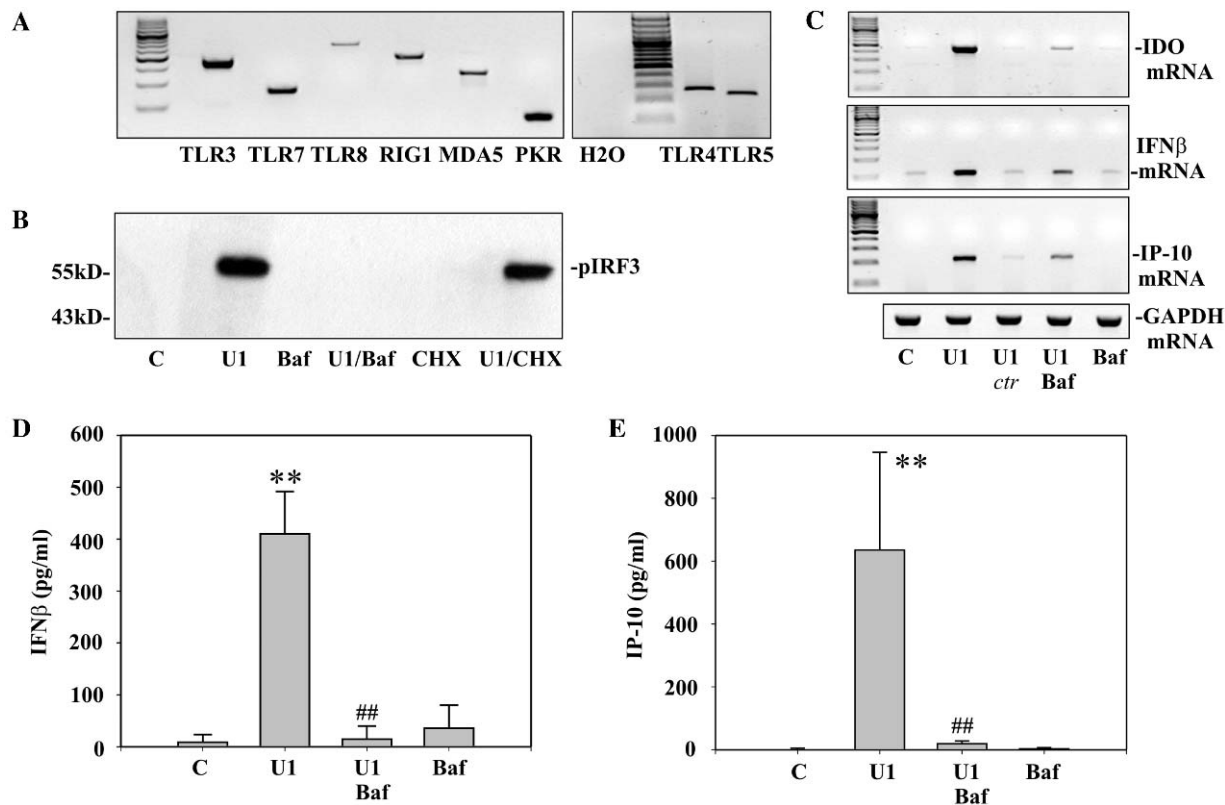 A
TLR3 TLR7 TLR8 RIG1 MDA5 PKR H2O TLR4 TLR5
B
55kD-
43kD-
-pIRF3
C U1 Baf U1/Baf CHX U1/CHX
C
-IDO
mRNA
IFNβ
-mRNA
-IP-10
mRNA
-GAPDH
mRNA
C U1 U1 U1 Baf
ctr Baf
D
600
500
400
300
200
100
0
IFNβ (pg/ml)
**
##
C U1 U1 Baf
Baf
E
1000
800
600
400
200
0
IP-10 (pg/ml)
**
##
C U1 U1 Baf
Baf